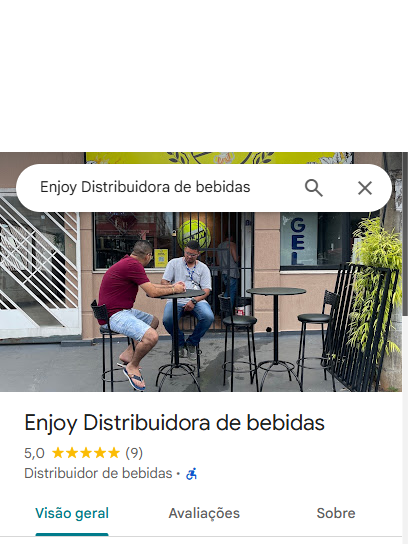 Enjoy Distribuidora de bebidas
GEL
Enjoy Distribuidora de bebidas
5,0 ★★★★★ (9)
Distribuidor de bebidas ·
Visão geral Avaliações Sobre